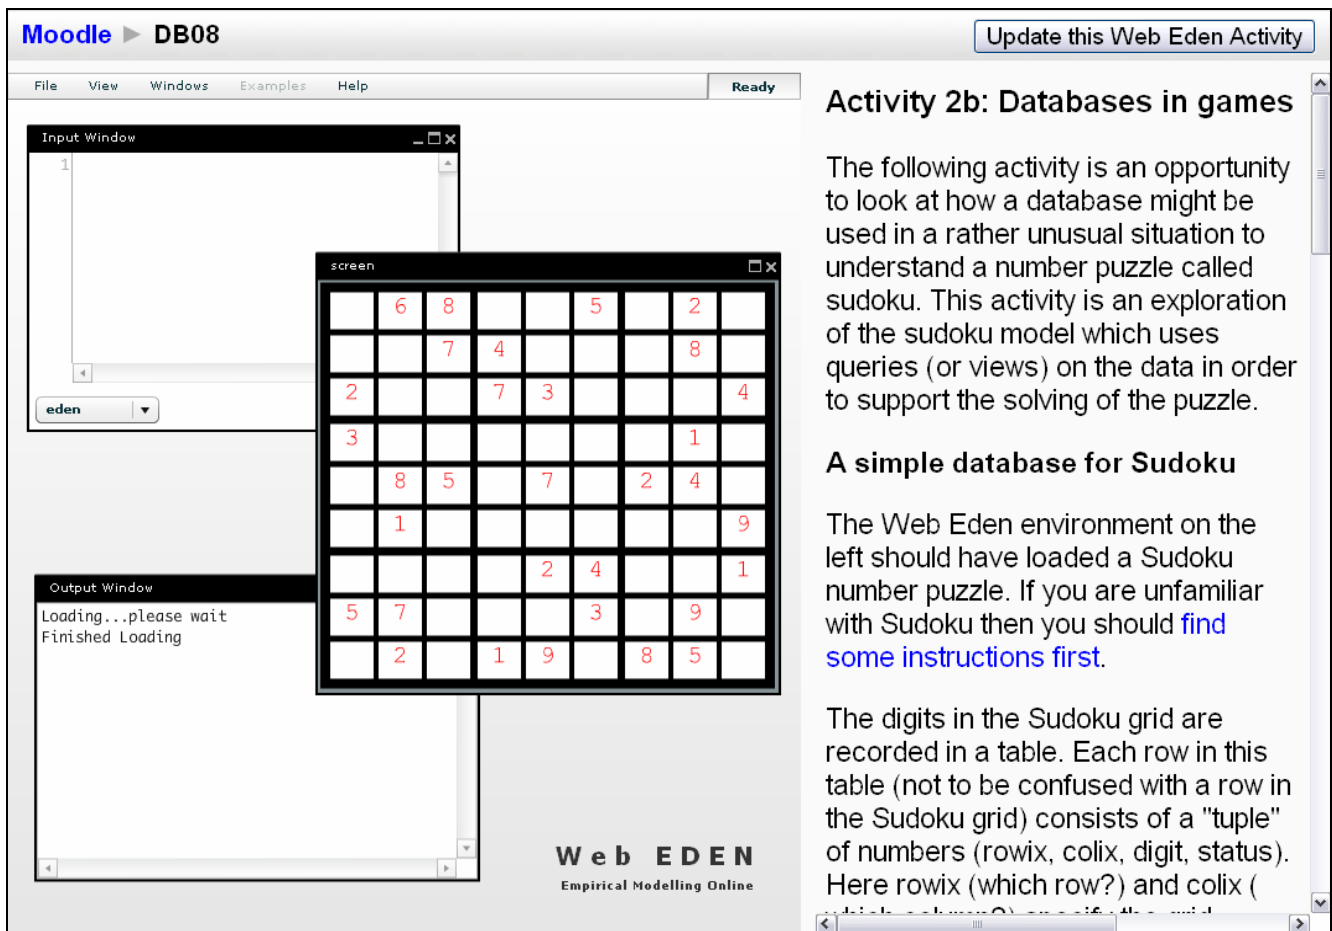 Moodle ► DB08
Update this Web Eden Activity
File View Windows Examples Help
Ready
Input Window
1
eden
screen
6 8 5 2
7 4 8
2 7 3 4
3 1
8 5 7 2 4
1 9
2 4 1
5 7 3 9
2 1 9 8 5
Output Window
Loading...please wait
Finished Loading
Web EDEN
Empirical Modelling Online
Activity 2b: Databases in games
The following activity is an opportunity
to look at how a database might be
used in a rather unusual situation to
understand a number puzzle called
sudoku. This activity is an exploration
of the sudoku model which uses
queries (or views) on the data in order
to support the solving of the puzzle.
A simple database for Sudoku
The Web Eden environment on the
left should have loaded a Sudoku
number puzzle. If you are unfamiliar
with Sudoku then you should find
some instructions first.
The digits in the Sudoku grid are
recorded in a table. Each row in this
table (not to be confused with a row in
the Sudoku grid) consists of a "tuple"
of numbers (rowix, colix, digit, status).
Here rowix (which row?) and colix (
which column?) specify the grid